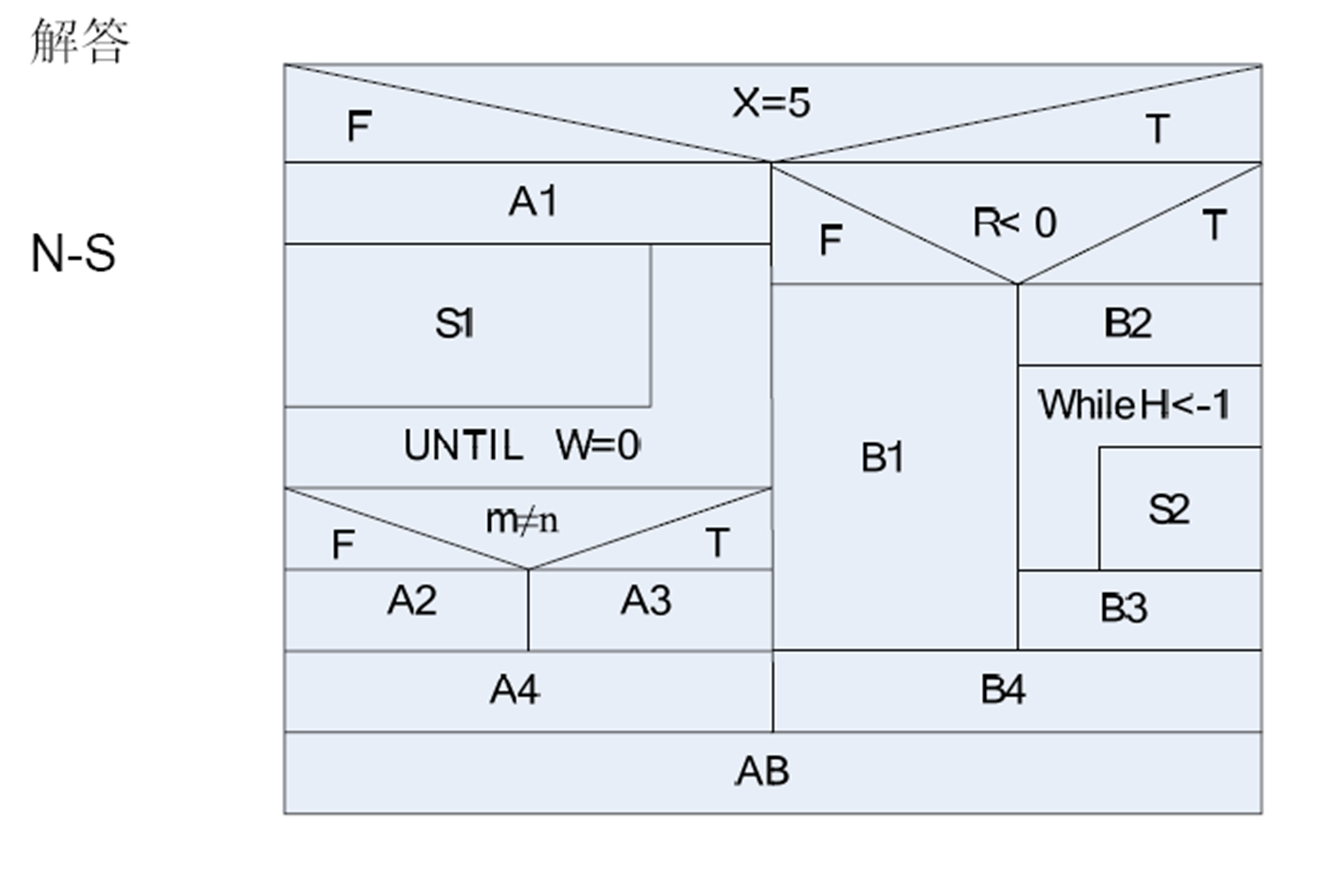 解答
N-S
X=5
F
T
A1
R< 0
F
T
S1
B2
While H<-1
UNTIL W=0
B1
S2
m≠n
F
T
A2
A3
B3
A4
B4
AB